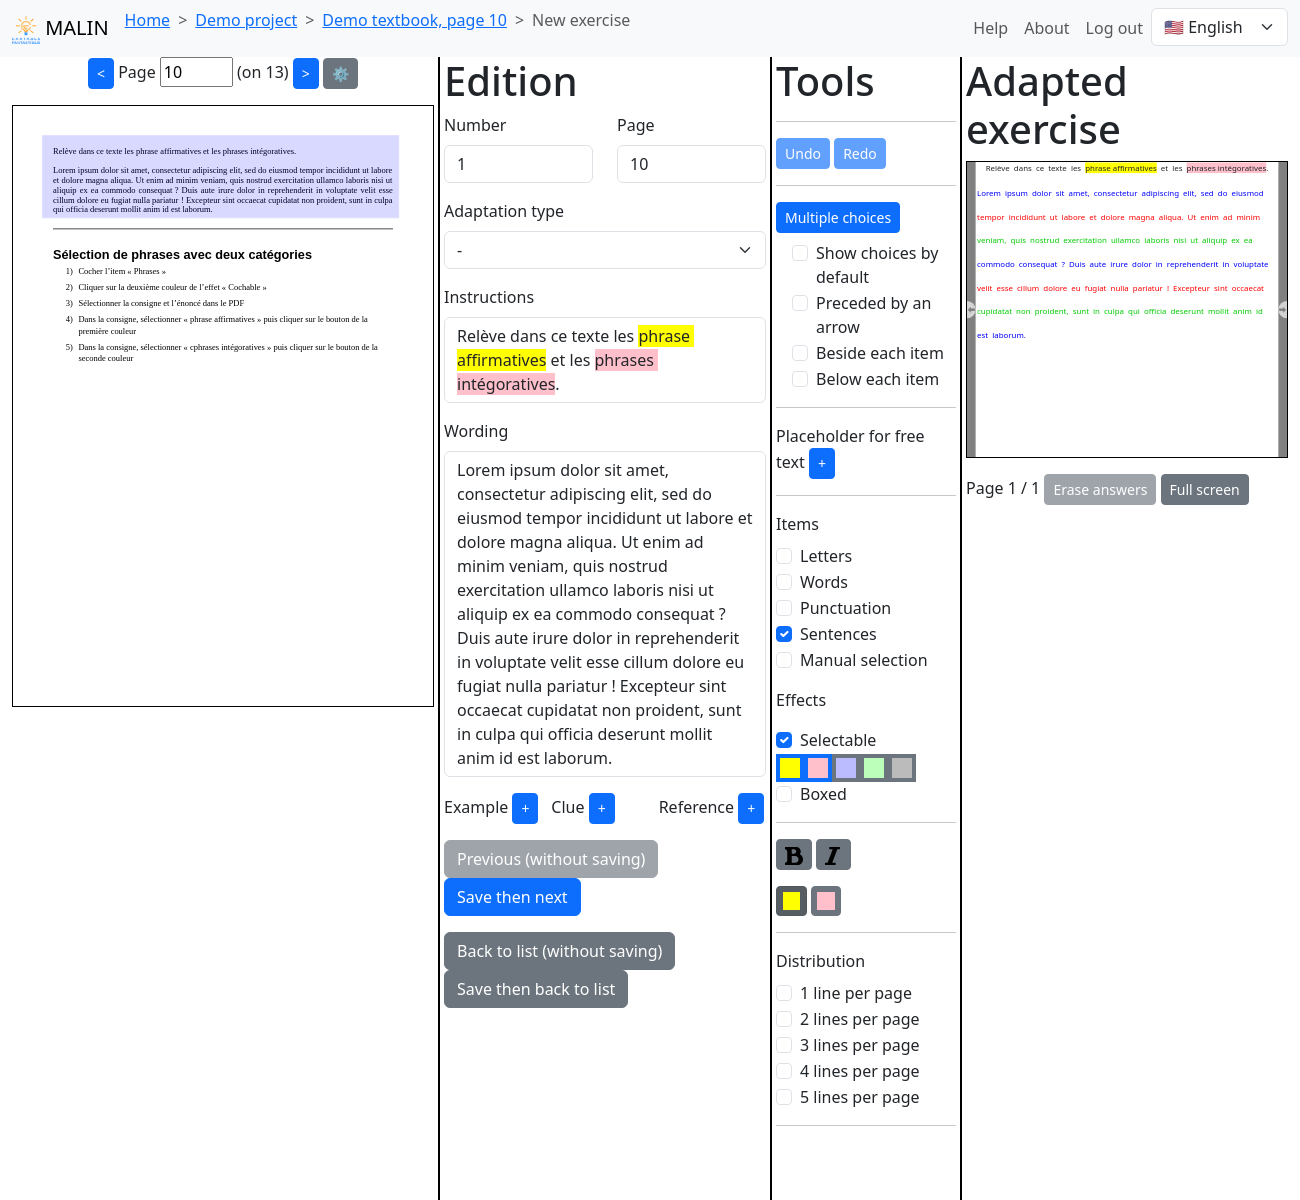 MALIN
Home > Demo project > Demo textbook, page 10 > New exercise
Help About Log out 🇺🇸 English
< Page 10 (on 13) > ⚙️
Relève dans ce texte les phrase affirmatives et les phrases intégoratives.
Lorem ipsum dolor sit amet, consectetur adipiscing elit, sed do eiusmod tempor incididunt ut labore
et dolore magna aliqua. Ut enim ad minim veniam, quis nostrud exercitation ullamco laboris nisi ut
aliquip ex ea commodo consequat ? Duis aute irure dolor in reprehenderit in voluptate velit esse
cillum dolore eu fugiat nulla pariatur ! Excepteur sint occaecat cupidatat non proident, sunt in culpa
qui officia deserunt mollit anim id est laborum.
Sélection de phrases avec deux catégories
1) Cocher l’item « Phrases »
2) Cliquer sur la deuxième couleur de l’effet « Cochable »
3) Sélectionner la consigne et l’énoncé dans le PDF
4) Dans la consigne, sélectionner « phrase affirmatives » puis cliquer sur le bouton de la
première couleur
5) Dans la consigne, sélectionner « cphrases intégoratives » puis cliquer sur le bouton de la
seconde couleur
Edition
Number Page
1 10
Adaptation type
-
Instructions
Relève dans ce texte les phrase
affirmatives et les phrases
intégoratives.
Wording
Lorem ipsum dolor sit amet,
consectetur adipiscing elit, sed do
eiusmod tempor incididunt ut labore et
dolore magna aliqua. Ut enim ad
minim veniam, quis nostrud
exercitation ullamco laboris nisi ut
aliquip ex ea commodo consequat ?
Duis aute irure dolor in reprehenderit
in voluptate velit esse cillum dolore eu
fugiat nulla pariatur ! Excepteur sint
occaecat cupidatat non proident, sunt
in culpa qui officia deserunt mollit
anim id est laborum.
Example + Clue + Reference +
Previous (without saving)
Save then next
Back to list (without saving)
Save then back to list
Tools
Undo Redo
Multiple choices
Show choices by
default
Preceded by an
arrow
Beside each item
Below each item
Placeholder for free
text +
Items
Letters
Words
Punctuation
Sentences
Manual selection
Effects
Selectable
Boxed
B I
Distribution
1 line per page
2 lines per page
3 lines per page
4 lines per page
5 lines per page
Adapted
exercise
Relève dans ce texte les phrase affirmatives et les phrases intégoratives.
Lorem ipsum dolor sit amet, consectetur adipiscing elit, sed do eiusmod
tempor incididunt ut labore et dolore magna aliqua. Ut enim ad minim
veniam, quis nostrud exercitation ullamco laboris nisi ut aliquip ex ea
commodo consequat ? Duis aute irure dolor in reprehenderit in voluptate
velit esse cillum dolore eu fugiat nulla pariatur ! Excepteur sint occaecat
cupidatat non proident, sunt in culpa qui officia deserunt mollit anim id
est laborum.
Page 1 / 1 Erase answers Full screen